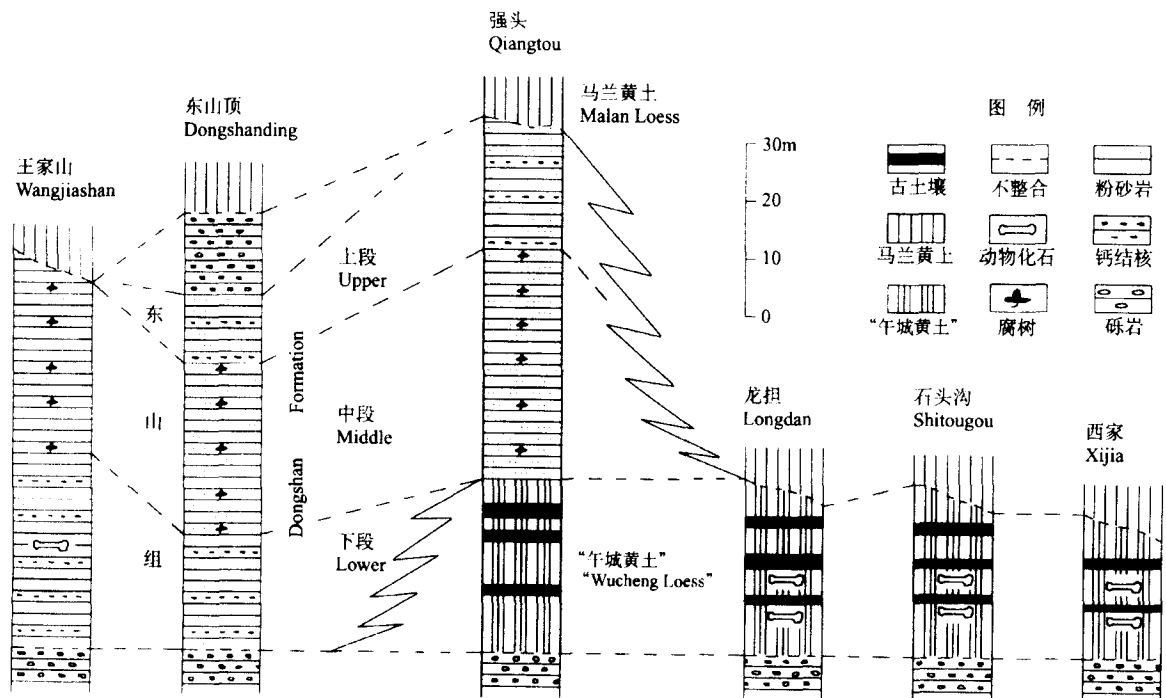 强头
Qiangtou
东山顶
Dongshanding
王家山
Wangjiashan
马兰黄土
Malan Loess
图 例
古土壤
不整合
粉砂岩
马兰黄土
动物化石
钙结核
“午城黄土”
腐树
砾岩
30m
20
10
0
上段
Upper
中段
Middle
下段
Lower
东
山
组
Dongshan Formation
“午城黄土”
“Wucheng Loess”
龙担
Longdan
石头沟
Shitougou
西家
Xijia